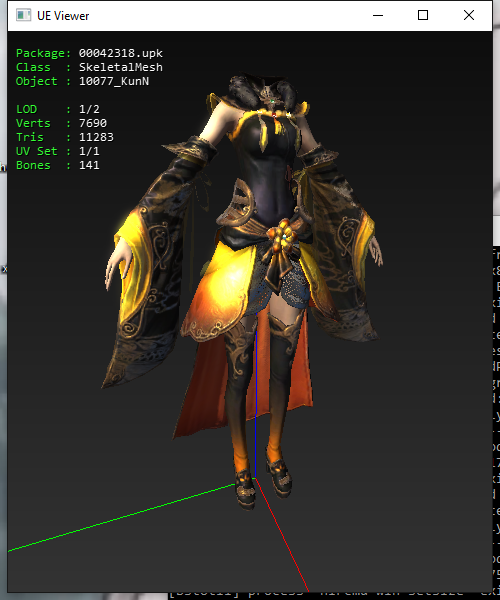 UE Viewer
Package: 00042318.upk
Class : SkeletalMesh
Object : 10077_KunN
LOD : 1/2
Verts : 7690
Tris : 11283
UV Set : 1/1
Bones : 141